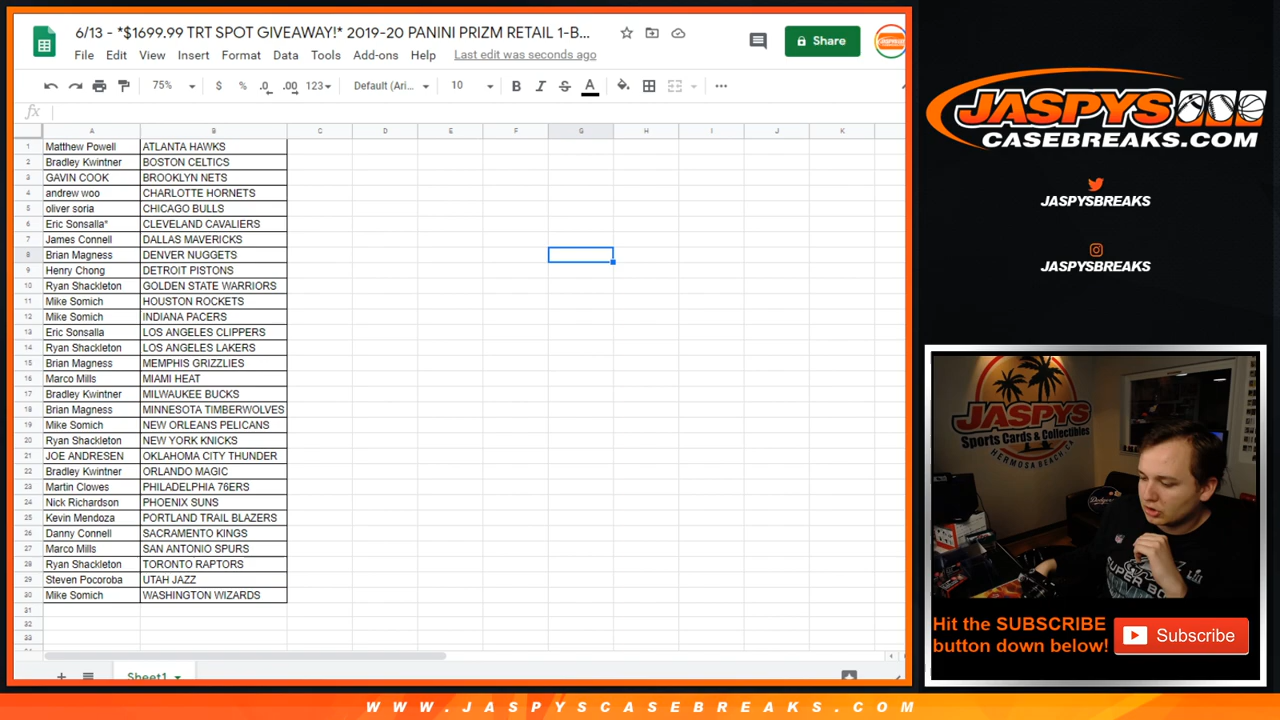 6/13 - *$1699.99 TRT SPOT GIVEAWAY!* 2019-20 PANINI PRIZM RETAIL 1-B...
File Edit View Insert Format Data Tools Add-ons Help Last edit was seconds ago
Share
75% $ % .0 .00 123 Default (Ari... 10 B I S A
fx
A B C D E F G H I J K
1 Matthew Powell ATLANTA HAWKS
2 Bradley Kwintner BOSTON CELTICS
3 GAVIN COOK BROOKLYN NETS
4 andrew woo CHARLOTTE HORNETS
5 oliver soria CHICAGO BULLS
6 Eric Sonsalla* CLEVELAND CAVALIERS
7 James Connell DALLAS MAVERICKS
8 Brian Magness DENVER NUGGETS
9 Henry Chong DETROIT PISTONS
10 Ryan Shackleton GOLDEN STATE WARRIORS
11 Mike Somich HOUSTON ROCKETS
12 Mike Somich INDIANA PACERS
13 Eric Sonsalla LOS ANGELES CLIPPERS
14 Ryan Shackleton LOS ANGELES LAKERS
15 Brian Magness MEMPHIS GRIZZLIES
16 Marco Mills MIAMI HEAT
17 Bradley Kwintner MILWAUKEE BUCKS
18 Brian Magness MINNESOTA TIMBERWOLVES
19 Mike Somich NEW ORLEANS PELICANS
20 Ryan Shackleton NEW YORK KNICKS
21 JOE ANDRESEN OKLAHOMA CITY THUNDER
22 Bradley Kwintner ORLANDO MAGIC
23 Martin Clowes PHILADELPHIA 76ERS
24 Nick Richardson PHOENIX SUNS
25 Kevin Mendoza PORTLAND TRAIL BLAZERS
26 Danny Connell SACRAMENTO KINGS
27 Marco Mills SAN ANTONIO SPURS
28 Ryan Shackleton TORONTO RAPTORS
29 Steven Pocoroba UTAH JAZZ
30 Mike Somich WASHINGTON WIZARDS
31
32
33
Sheet1
JASPYS
CASEBREAKS.COM
JASPYSBREAKS
JASPYSBREAKS
JASPYS
Sports Cards & Collectibles
HERMOSA BEACH CA
Dodgers
NFL
SUPER BO
LII
Hit the SUBSCRIBE
button down below!
Subscribe
WWW.JASPYSCASEBREAKS.COM